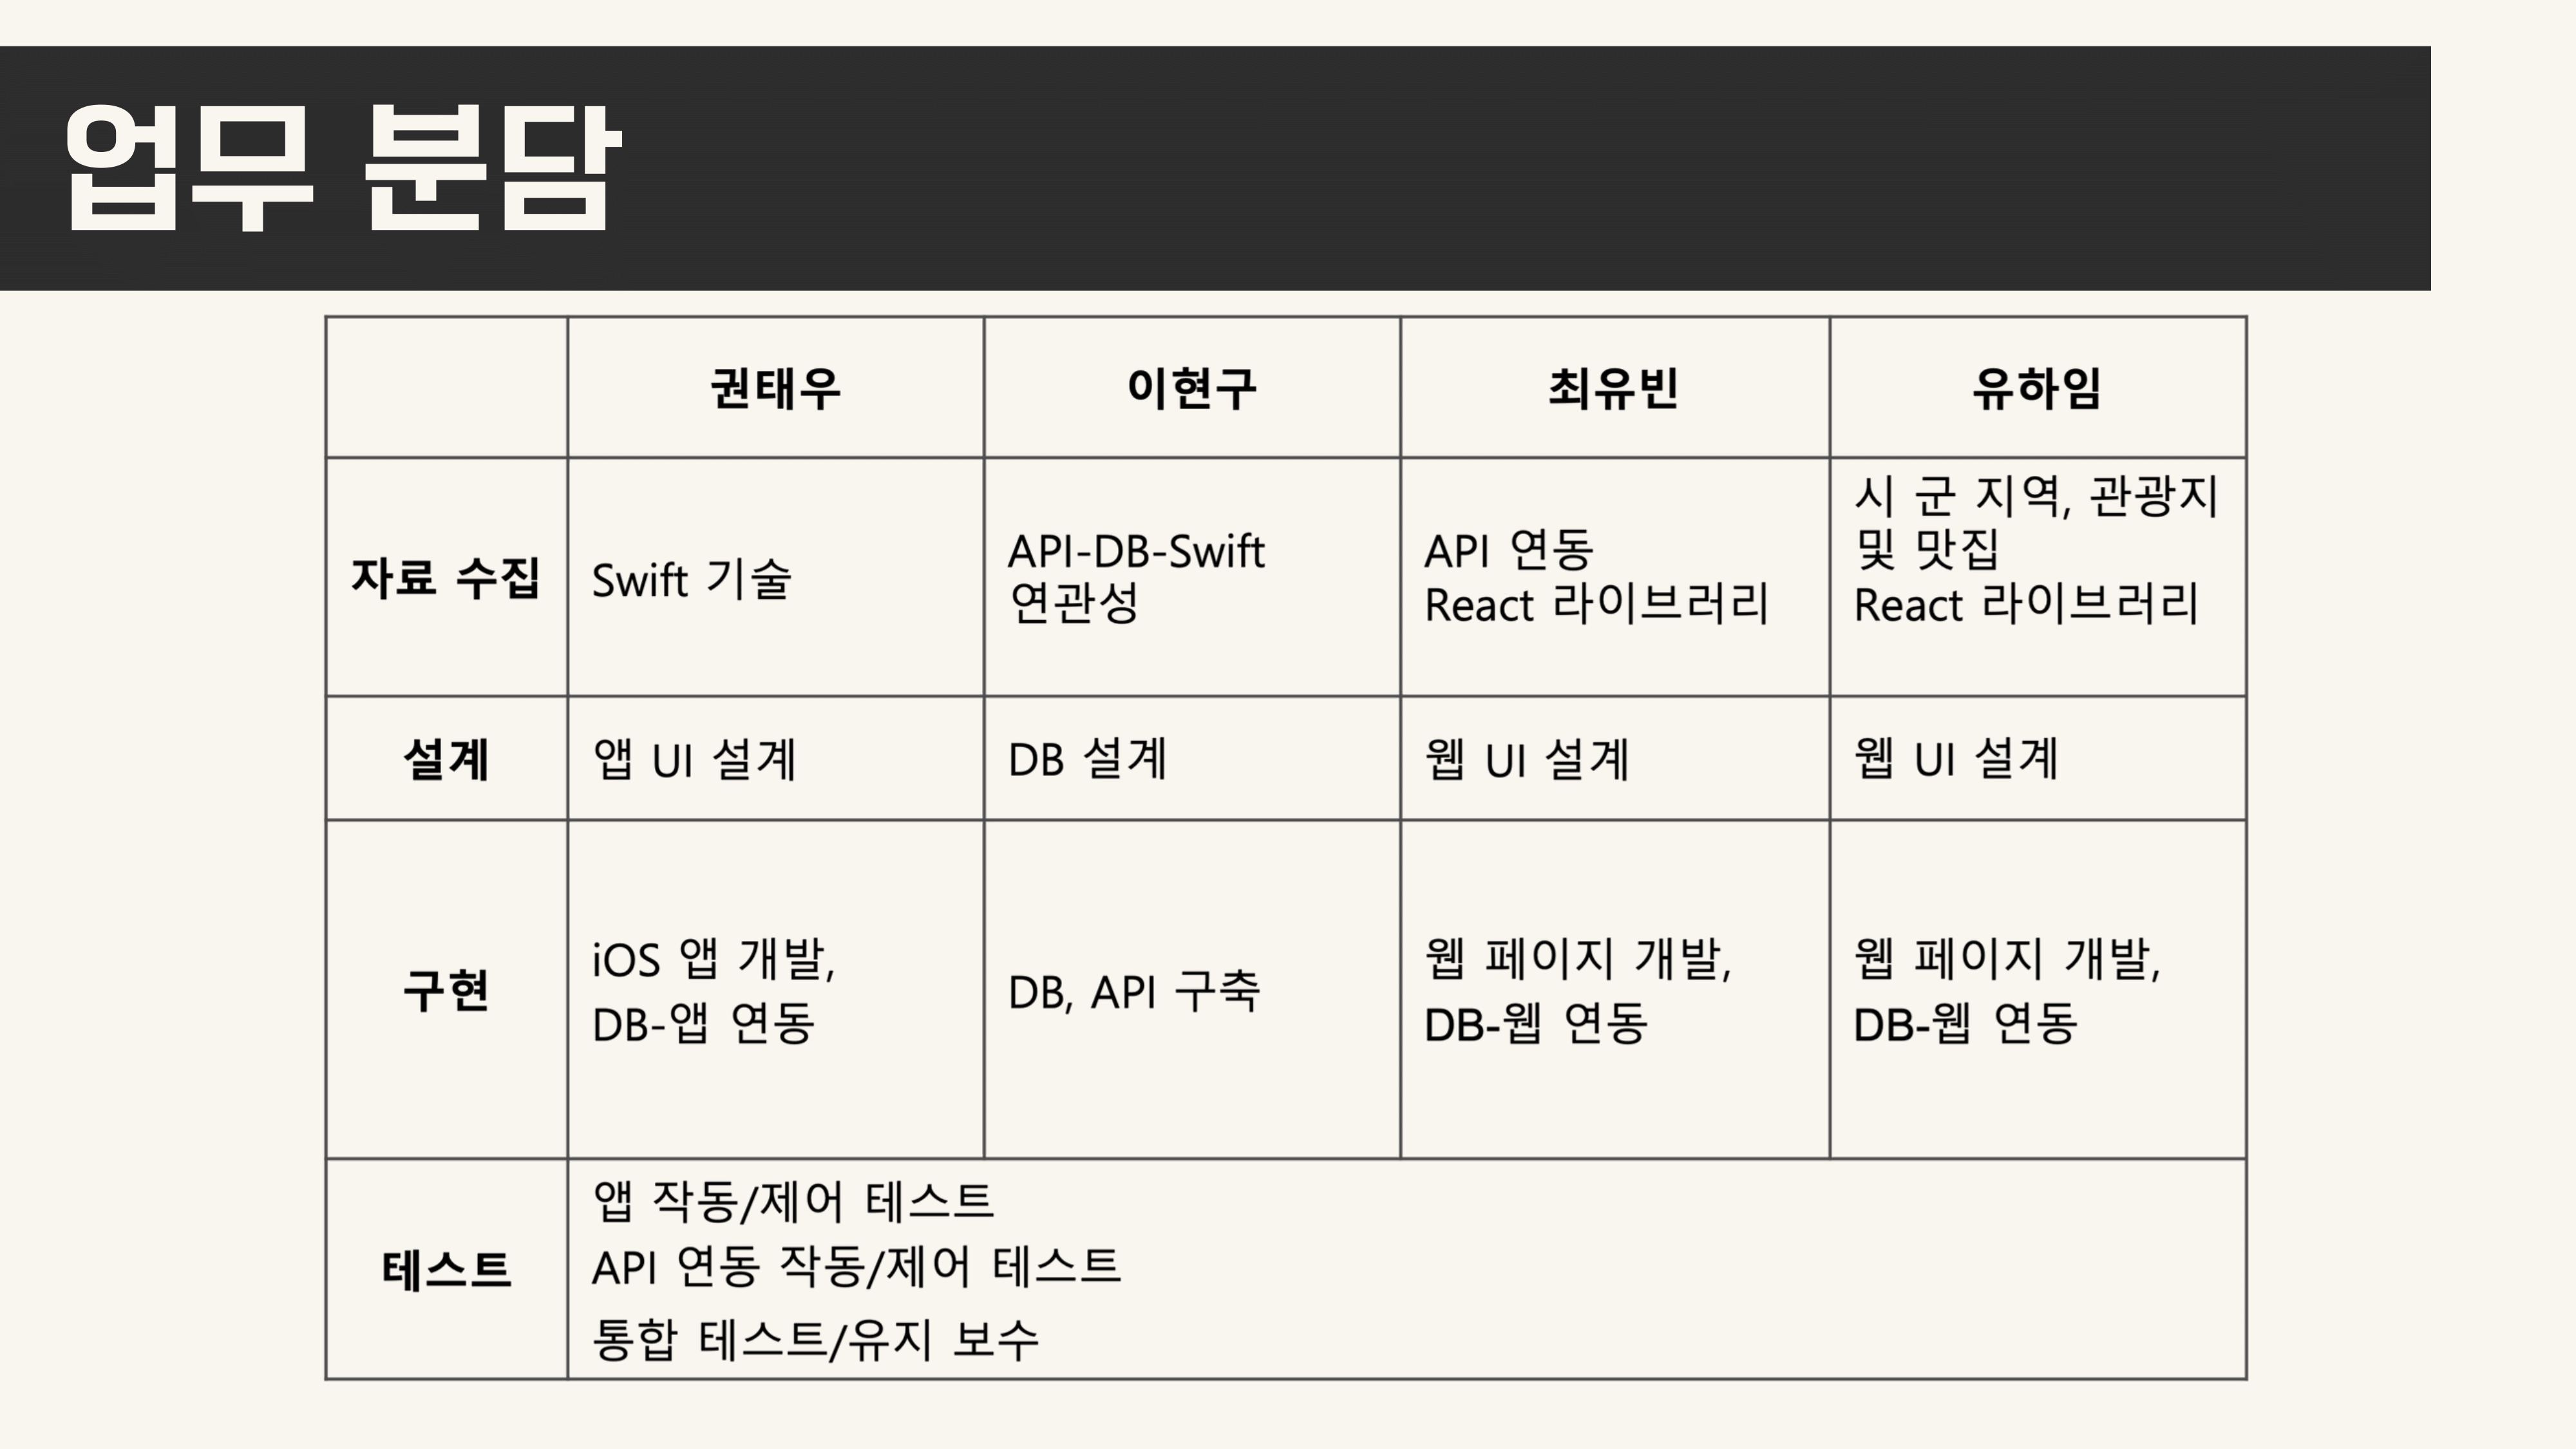 업무 분담
권태우 이현구 최유빈 유하임
자료 수집
Swift 기술
API-DB-Swift
연관성
API 연동
React 라이브러리
시 군 지역, 관광지
및 맛집
React 라이브러리
설계
앱 UI 설계
DB 설계
웹 UI 설계
웹 UI 설계
구현
iOS 앱 개발,
DB-앱 연동
DB, API 구축
웹 페이지 개발,
DB-웹 연동
웹 페이지 개발,
DB-웹 연동
테스트
앱 작동/제어 테스트
API 연동 작동/제어 테스트
통합 테스트/유지 보수